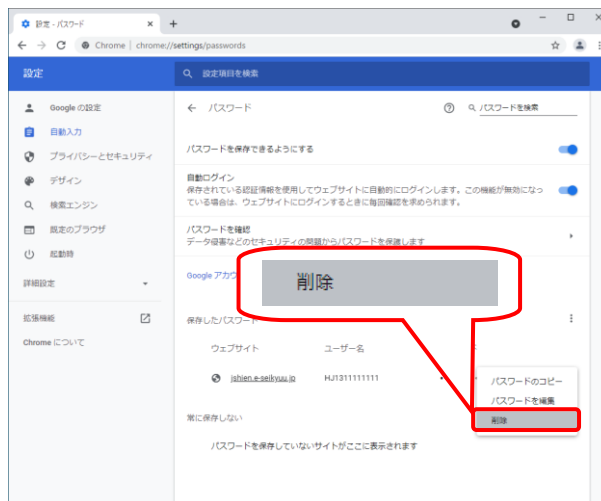 設定 - パスワード
Chrome | chrome://settings/passwords
設定
設定項目を検索
Google の設定
自動入力
プライバシーとセキュリティ
デザイン
検索エンジン
既定のブラウザ
起動時
詳細設定
拡張機能
Chrome について
パスワード
パスワードを検索
パスワードを保存できるようにする
自動ログイン
保存されている認証情報を使用してウェブサイトに自動的にログインします。この機能が無効になっ
ている場合は、ウェブサイトにログインするときに毎回確認を求められます。
パスワードを確認
データ侵害などのセキュリティの問題からパスワードを保護します
Google アカウ
削除
保存したパスワード
ウェブサイト
ユーザー名
jshien.e-seikyuu.jp
HJ1311111111
パスワードのコピー
パスワードを編集
削除
常に保存しない
パスワードを保存していないサイトがここに表示されます